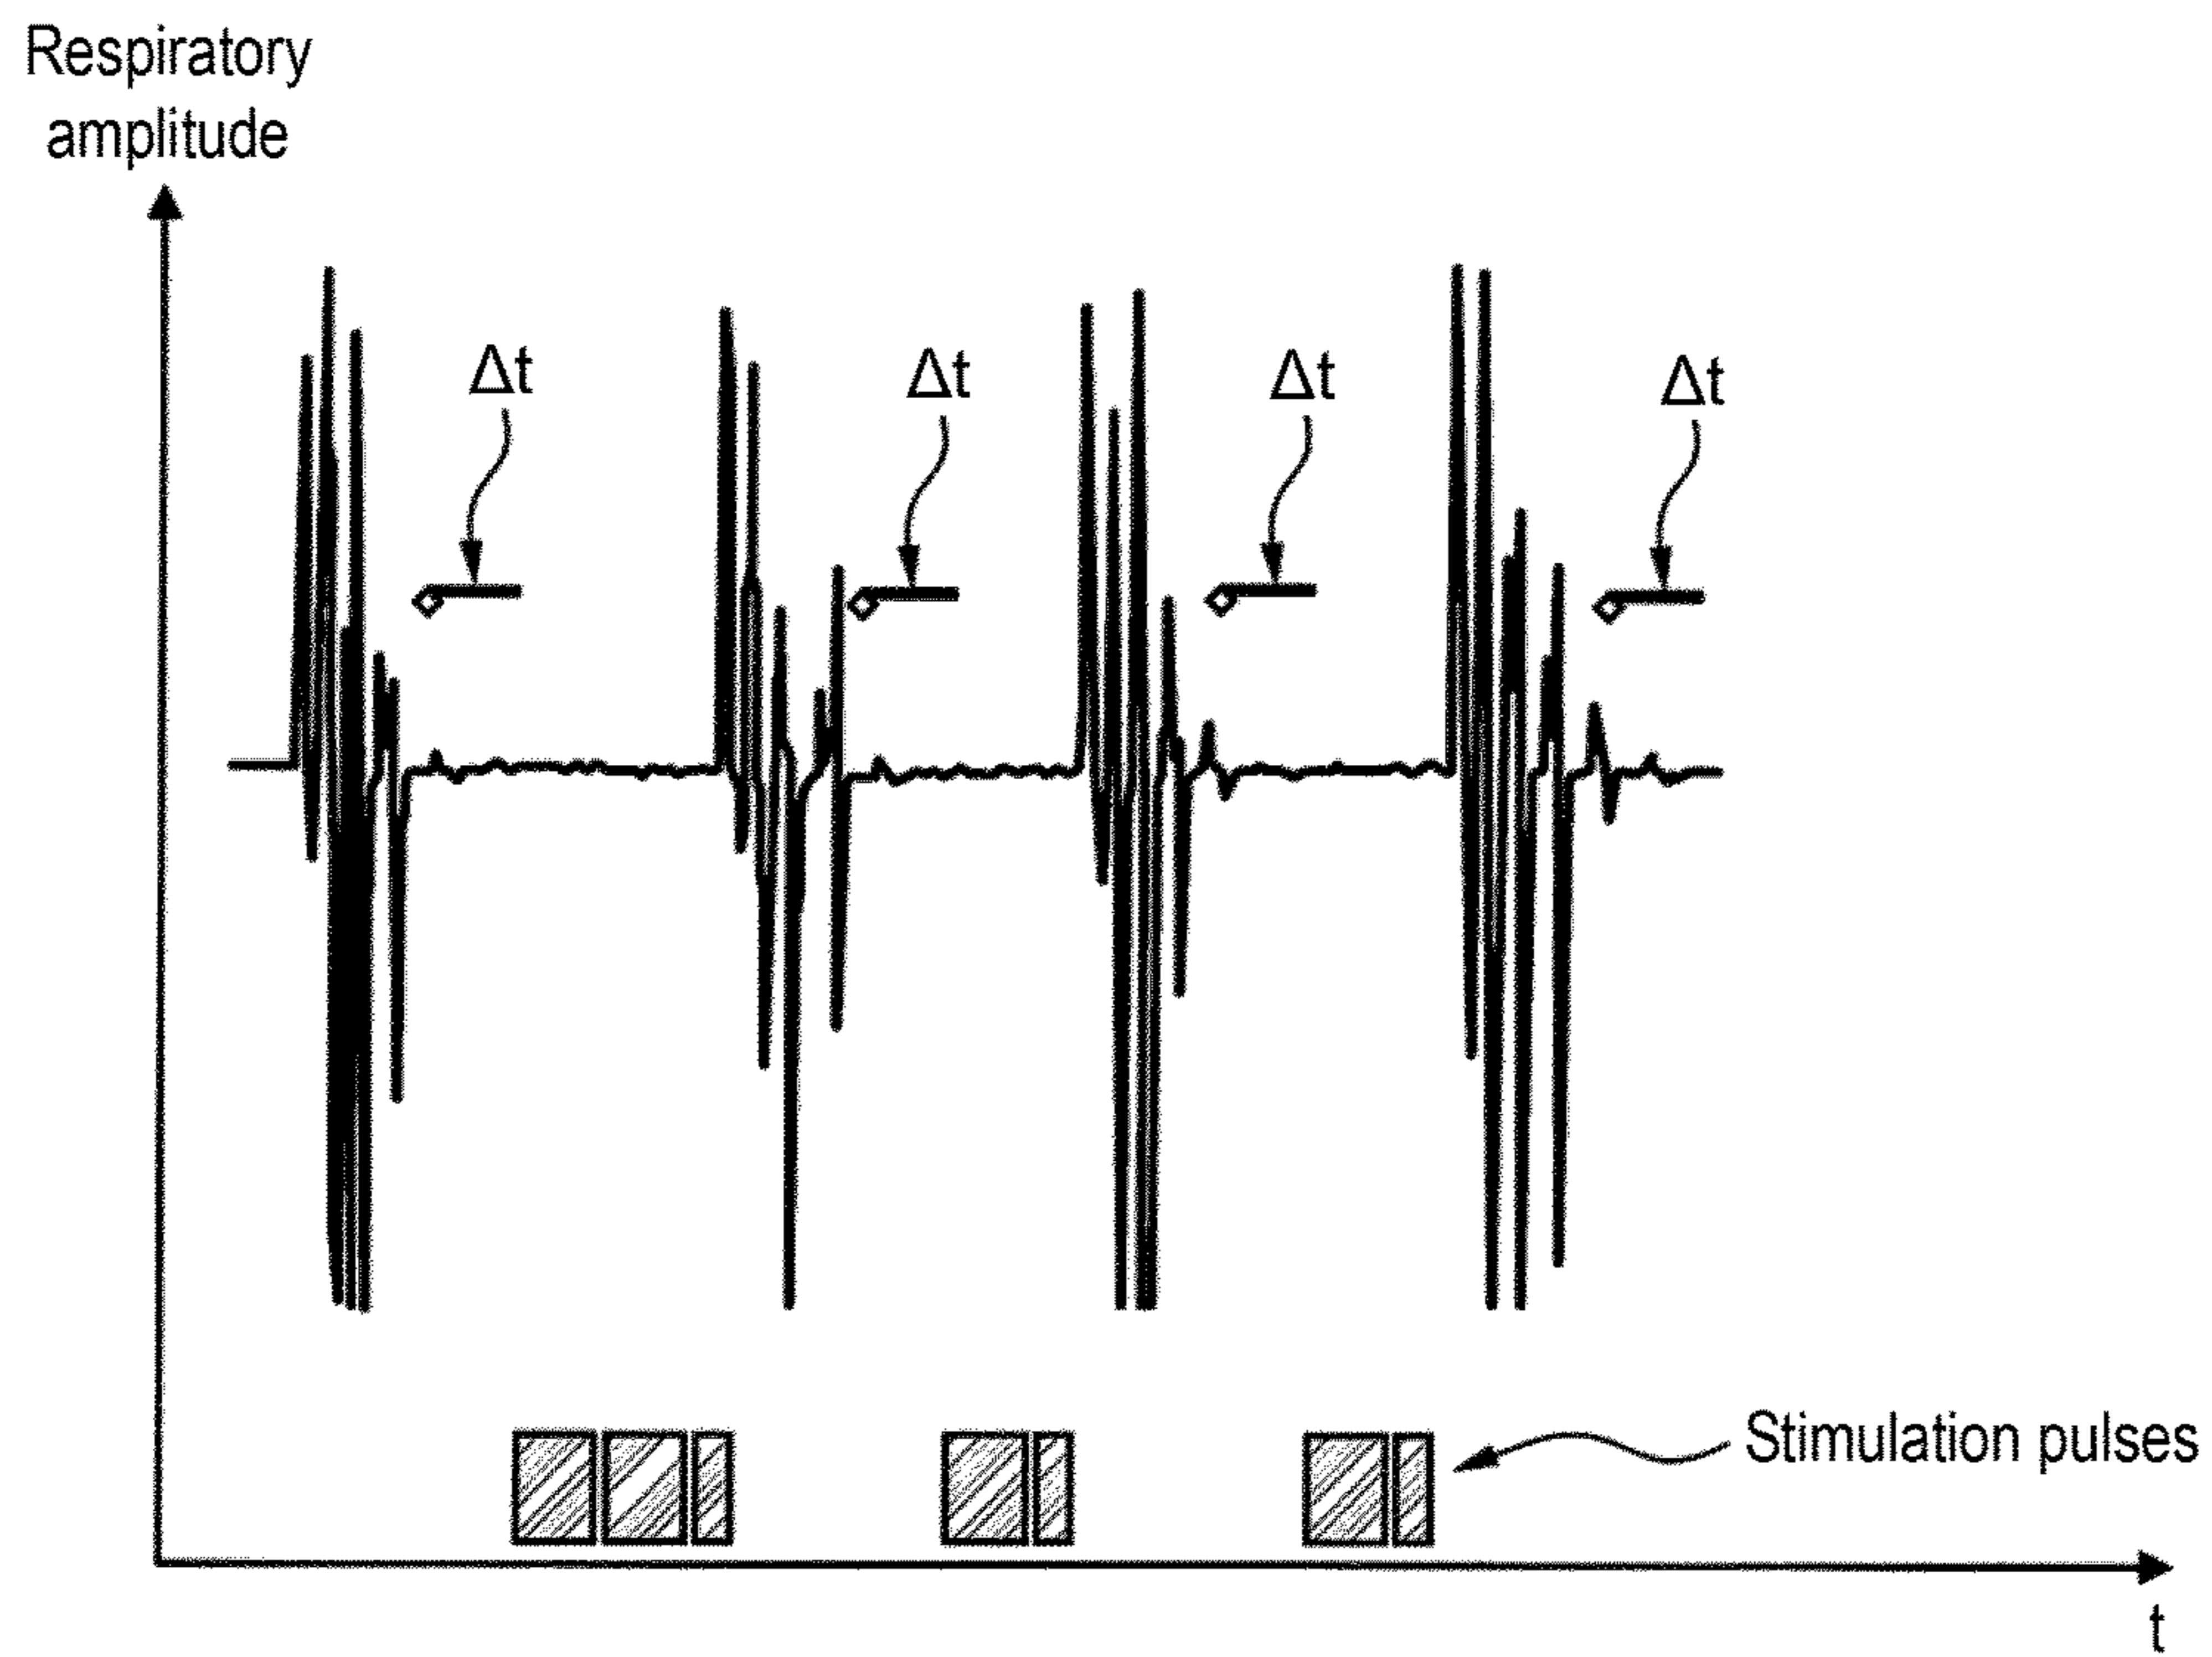 Respiratory
amplitude
Δt
Δt
Δt
Δt
Stimulation pulses
t